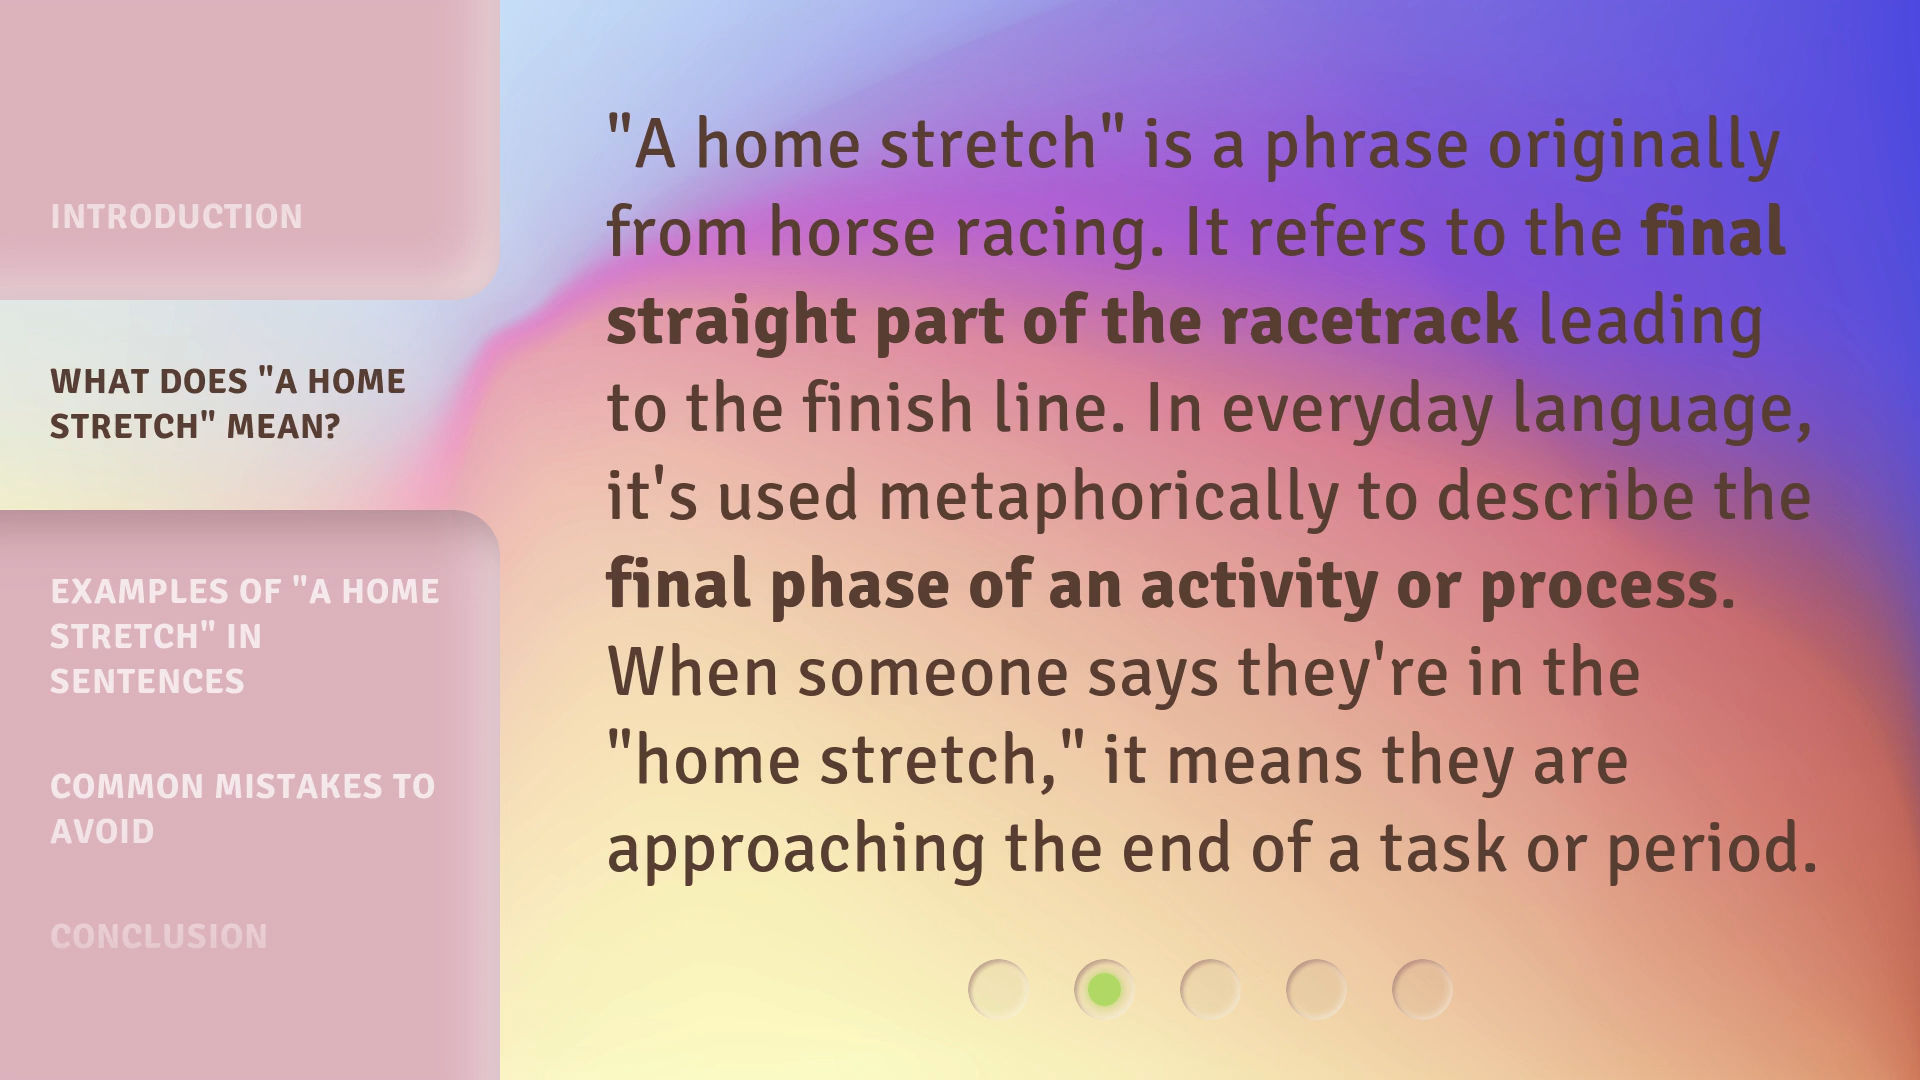 INTRODUCTION
WHAT DOES "A HOME
STRETCH" MEAN?
EXAMPLES OF "A HOME
STRETCH" IN
SENTENCES
COMMON MISTAKES TO
AVOID
CONCLUSION
"A home stretch" is a phrase originally
from horse racing. It refers to the final
straight part of the racetrack leading
to the finish line. In everyday language,
it's used metaphorically to describe the
final phase of an activity or process.
When someone says they're in the
"home stretch," it means they are
approaching the end of a task or period.